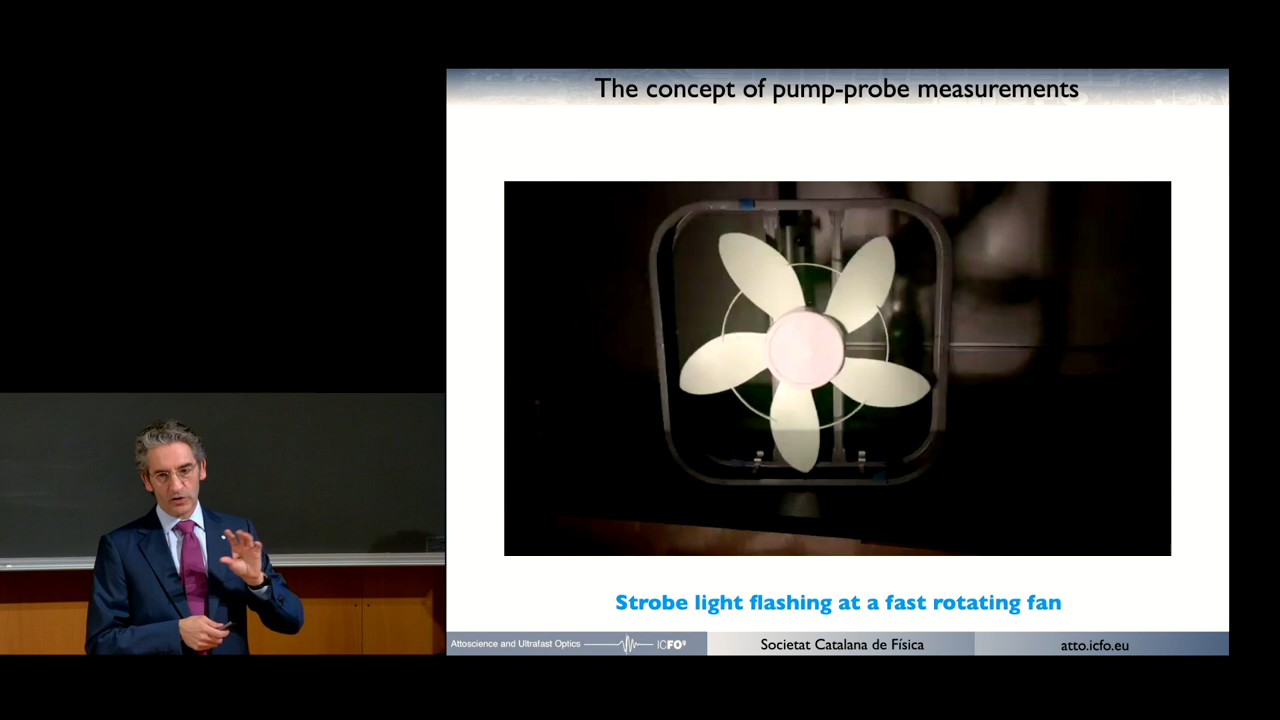 The concept of pump-probe measurements
Strobe light flashing at a fast rotating fan
Attoscience and Ultrafast Optics
ICFO
Societat Catalana de Física
atto.icfo.eu